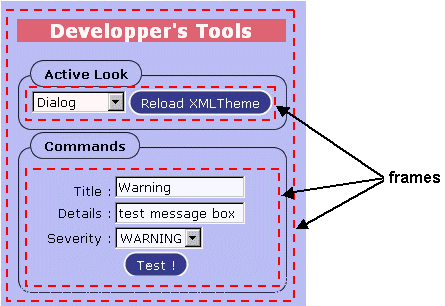 Developper's Tools
Active Look
Dialog Reload XMLTheme
Commands
frames
Title : Warning
Details : test message box
Severity : WARNING
Test !